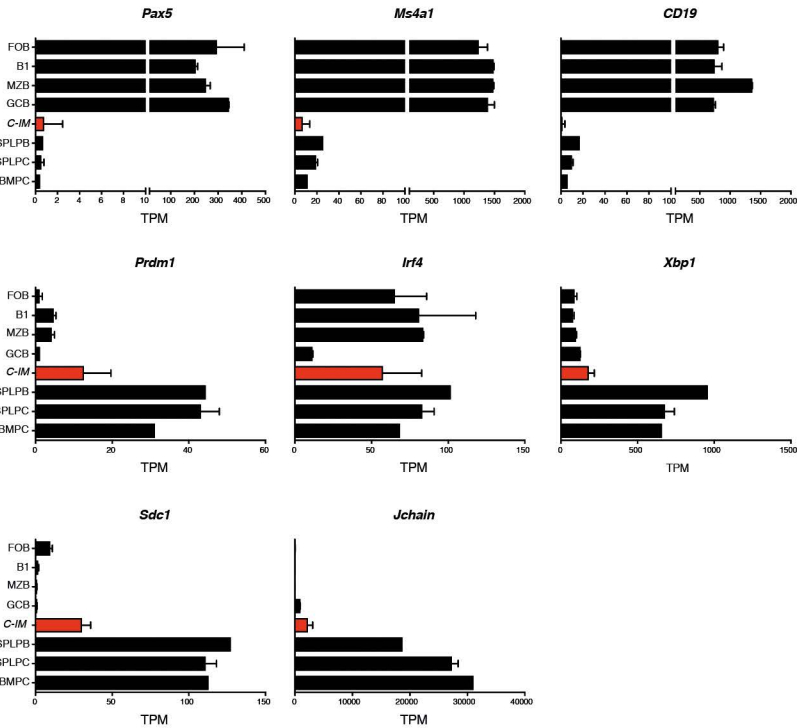 Pax5 Ms4a1 CD19
FOB
B1
MZB
GCB
C-IM
SPLPB
SPLPC
BMPC
0 2 4 6 8 10 100 200 300 400 500
0 20 40 60 80 100 500 1000 1500 2000
0 20 40 60 80 100 500 1000 1500 2000
TPM TPM TPM
Prdm1 Irf4 Xbp1
FOB
B1
MZB
GCB
C-IM
SPLPB
SPLPC
BMPC
0 20 40 60
0 50 100 150
0 500 1000 1500
TPM TPM TPM
Sdc1 Jchain
FOB
B1
MZB
GCB
C-IM
SPLPB
SPLPC
BMPC
0 50 100 150
0 10000 20000 30000 40000
TPM TPM